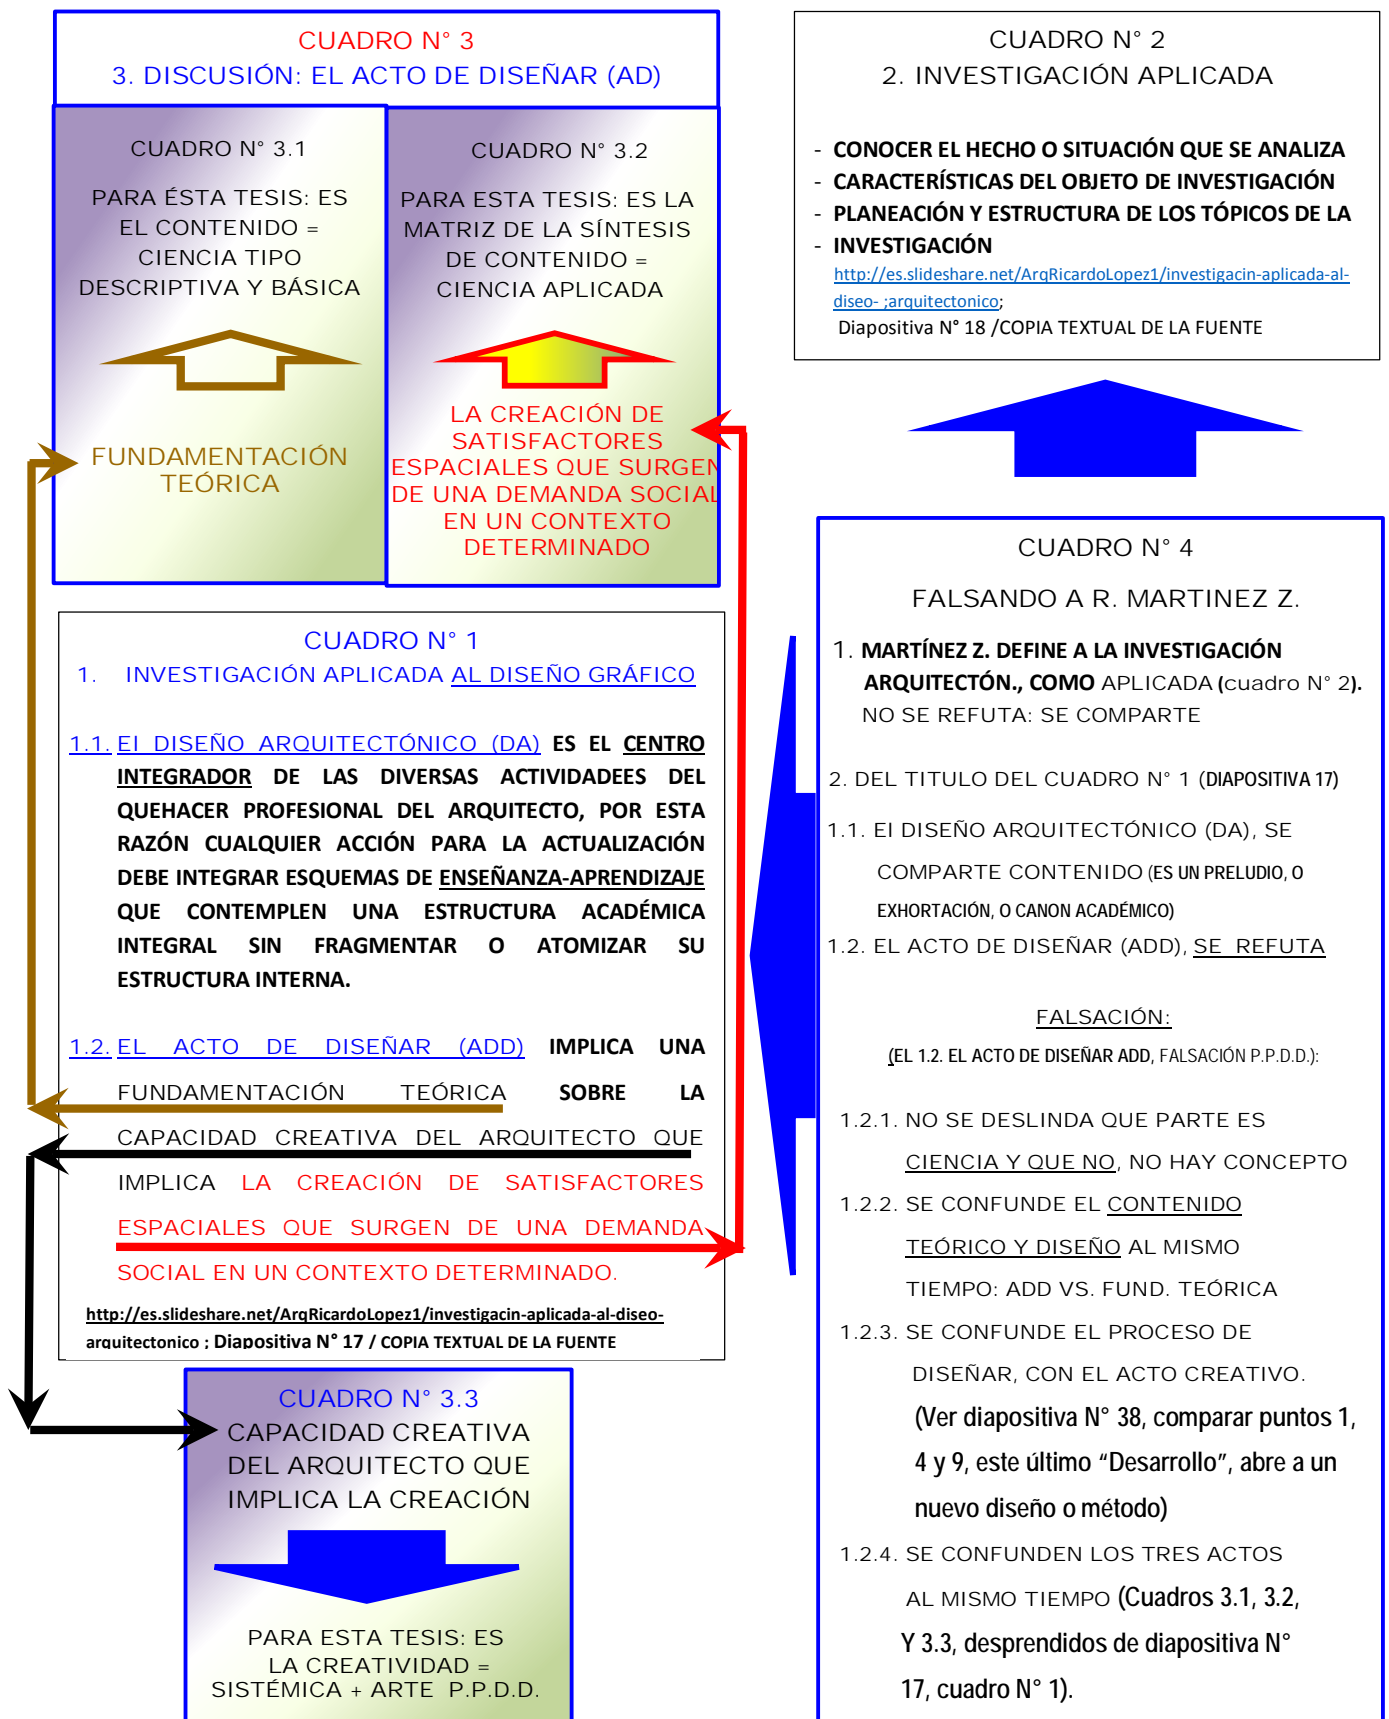 CUADRO N° 3
3. DISCUSIÓN: EL ACTO DE DISEÑAR (AD)
CUADRO N° 3.1
PARA ÉSTA TESIS: ES
EL CONTENIDO =
CIENCIA TIPO
DESCRIPTIVA Y BÁSICA
FUNDAMENTACIÓN
TEÓRICA
CUADRO N° 3.2
PARA ESTA TESIS: ES LA
MATRIZ DE LA SÍNTESIS
DE CONTENIDO =
CIENCIA APLICADA
LA CREACIÓN DE
SATISFACTORES
ESPACIALES QUE SURGEN
DE UNA DEMANDA SOCIAL
EN UN CONTEXTO
DETERMINADO
CUADRO N° 2
2. INVESTIGACIÓN APLICADA
- CONOCER EL HECHO O SITUACIÓN QUE SE ANALIZA
- CARACTERÍSTICAS DEL OBJETO DE INVESTIGACIÓN
- PLANEACIÓN Y ESTRUCTURA DE LOS TÓPICOS DE LA
- INVESTIGACIÓN
http://es.slideshare.net/ArqRicardoLopez1/investigacin-aplicada-al-
diseo- ;arquitectonico;
Diapositiva N° 18 /COPIA TEXTUAL DE LA FUENTE
CUADRO N° 1
1. INVESTIGACIÓN APLICADA AL DISEÑO GRÁFICO
1.1. El DISEÑO ARQUITECTÓNICO (DA) ES EL CENTRO
INTEGRADOR DE LAS DIVERSAS ACTIVIDADEES DEL
QUEHACER PROFESIONAL DEL ARQUITECTO, POR ESTA
RAZÓN CUALQUIER ACCIÓN PARA LA ACTUALIZACIÓN
DEBE INTEGRAR ESQUEMAS DE ENSEÑANZA-APRENDIZAJE
QUE CONTEMPLEN UNA ESTRUCTURA ACADÉMICA
INTEGRAL SIN FRAGMENTAR O ATOMIZAR SU
ESTRUCTURA INTERNA.
1.2. EL ACTO DE DISEÑAR (ADD) IMPLICA UNA
FUNDAMENTACIÓN TEÓRICA SOBRE LA
CAPACIDAD CREATIVA DEL ARQUITECTO QUE
IMPLICA LA CREACIÓN DE SATISFACTORES
ESPACIALES QUE SURGEN DE UNA DEMANDA
SOCIAL EN UN CONTEXTO DETERMINADO.
http://es.slideshare.net/ArqRicardoLopez1/investigacin-aplicada-al-diseo-
arquitectonico ; Diapositiva N° 17 / COPIA TEXTUAL DE LA FUENTE
CUADRO N° 3.3
CAPACIDAD CREATIVA
DEL ARQUITECTO QUE
IMPLICA LA CREACIÓN
PARA ESTA TESIS: ES
LA CREATIVIDAD =
SISTÉMICA + ARTE P.P.D.D.
CUADRO N° 4
FALSANDO A R. MARTINEZ Z.
1. MARTÍNEZ Z. DEFINE A LA INVESTIGACIÓN
ARQUITECTÓN., COMO APLICADA (cuadro N° 2).
NO SE REFUTA: SE COMPARTE
2. DEL TITULO DEL CUADRO N° 1 (DIAPOSITIVA 17)
1.1. El DISEÑO ARQUITECTÓNICO (DA), SE
COMPARTE CONTENIDO (ES UN PRELUDIO, O
EXHORTACIÓN, O CANON ACADÉMICO)
1.2. EL ACTO DE DISEÑAR (ADD), SE REFUTA
FALSACIÓN:
(EL 1.2. EL ACTO DE DISEÑAR ADD, FALSACIÓN P.P.D.D.):
1.2.1. NO SE DESLINDA QUE PARTE ES
CIENCIA Y QUE NO, NO HAY CONCEPTO
1.2.2. SE CONFUNDE EL CONTENIDO
TEÓRICO Y DISEÑO AL MISMO
TIEMPO: ADD VS. FUND. TEÓRICA
1.2.3. SE CONFUNDE EL PROCESO DE
DISEÑAR, CON EL ACTO CREATIVO.
(Ver diapositiva N° 38, comparar puntos 1,
4 y 9, este último “Desarrollo”, abre a un
nuevo diseño o método)
1.2.4. SE CONFUNDEN LOS TRES ACTOS
AL MISMO TIEMPO (Cuadros 3.1, 3.2,
Y 3.3, desprendidos de diapositiva N°
17, cuadro N° 1).